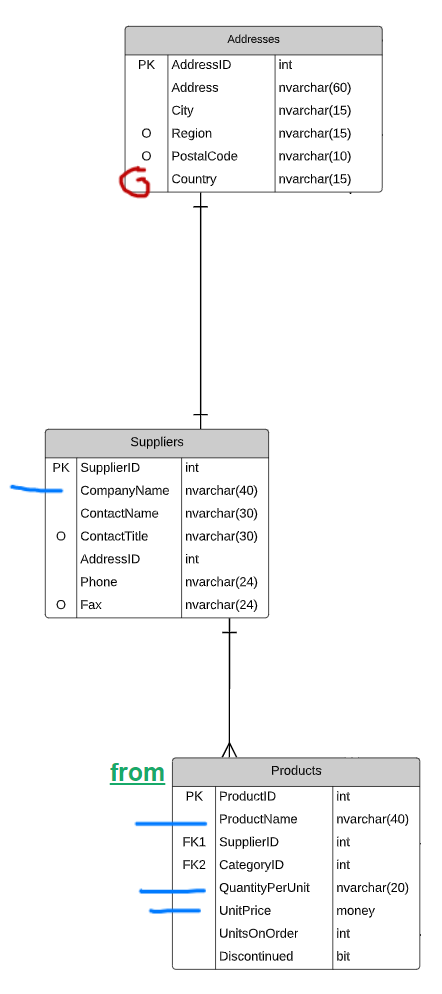 Addresses
PK AddressID int
Address nvarchar(60)
City nvarchar(15)
O Region nvarchar(15)
O PostalCode nvarchar(10)
G Country nvarchar(15)
Suppliers
PK SupplierID int
CompanyName nvarchar(40)
ContactName nvarchar(30)
O ContactTitle nvarchar(30)
AddressID int
Phone nvarchar(24)
O Fax nvarchar(24)
from
Products
PK ProductID int
ProductName nvarchar(40)
FK1 SupplierID int
FK2 CategoryID int
QuantityPerUnit nvarchar(20)
UnitPrice money
UnitsOnOrder int
Discontinued bit